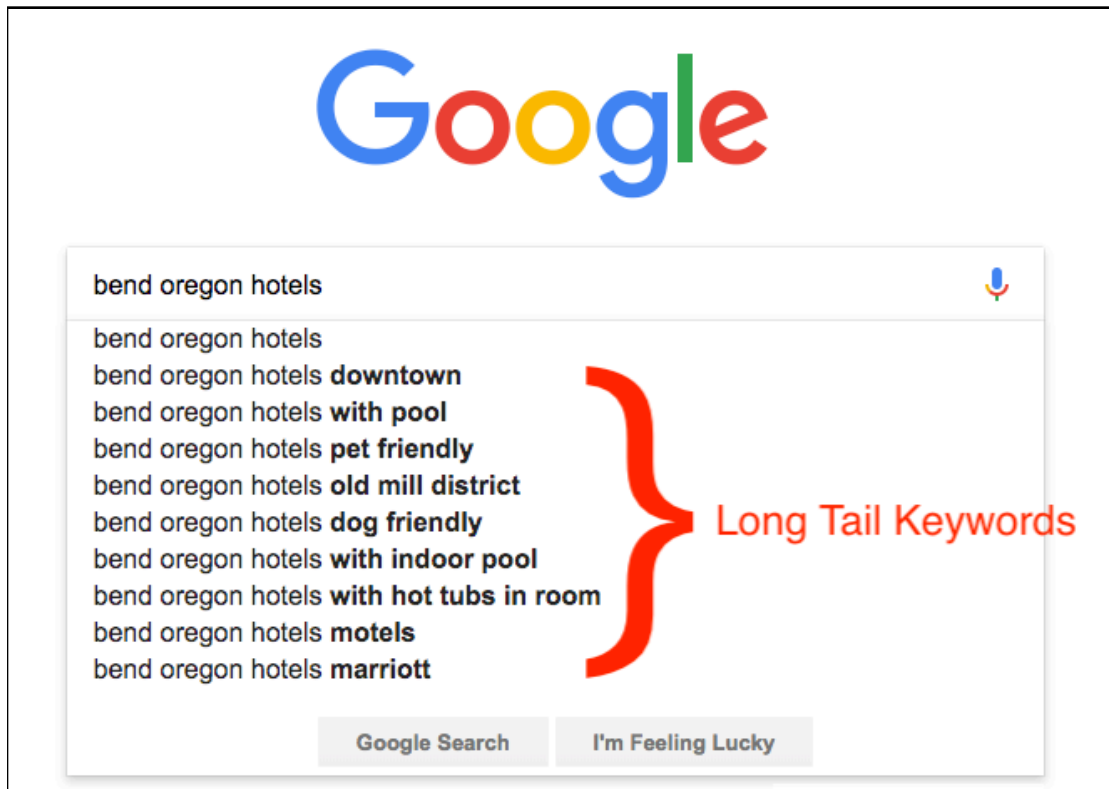 Google
bend oregon hotels
bend oregon hotels
bend oregon hotels downtown
bend oregon hotels with pool
bend oregon hotels pet friendly
bend oregon hotels old mill district
bend oregon hotels dog friendly
bend oregon hotels with indoor pool
bend oregon hotels with hot tubs in room
bend oregon hotels motels
bend oregon hotels marriott
Long Tail Keywords
Google Search
I'm Feeling Lucky